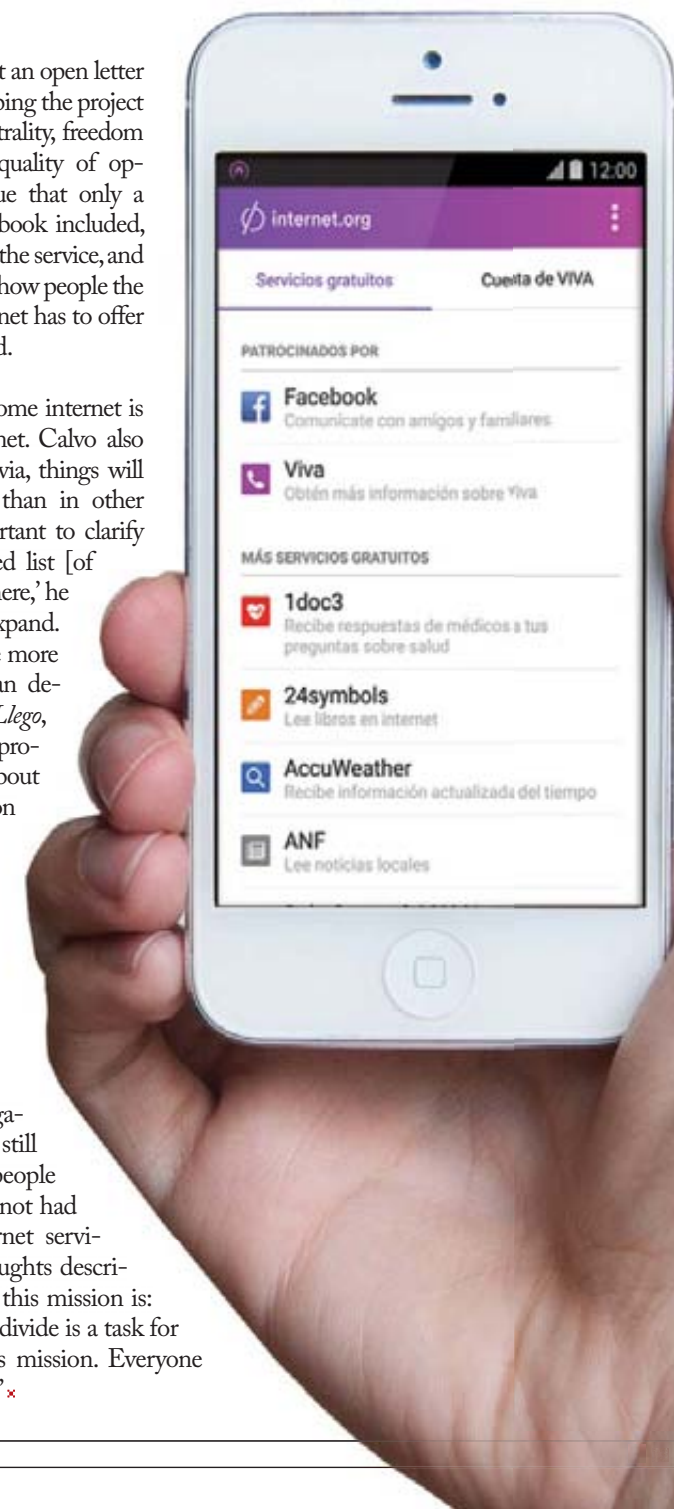 t an open letter
ping the project
trality, freedom
quality of op-
ue that only a
book included,
the service, and
how people the
net has to offer
d.
ome internet is
net. Calvo also
via, things will
than in other
rtant to clarify
ed list [of
here,’ he
xpand.
e more
an de-
Llego,
pro-
bout
on
ga-
still
people
not had
rnet servi-
ughts descri-
this mission is:
divide is a task for
s mission. Everyone
’
12:00
internet.org
Servicios gratuitos
Cuenta de VIVA
PATROCINADOS POR
Facebook
Comunícate con amigos y familiares
Viva
Obtén más información sobre Viva
MÁS SERVICIOS GRATUITOS
1doc3
Recibe respuestas de médicos a tus
preguntas sobre salud
24symbols
Lee libros en internet
AccuWeather
Recibe información actualizada del tiempo
ANF
Lee noticias locales